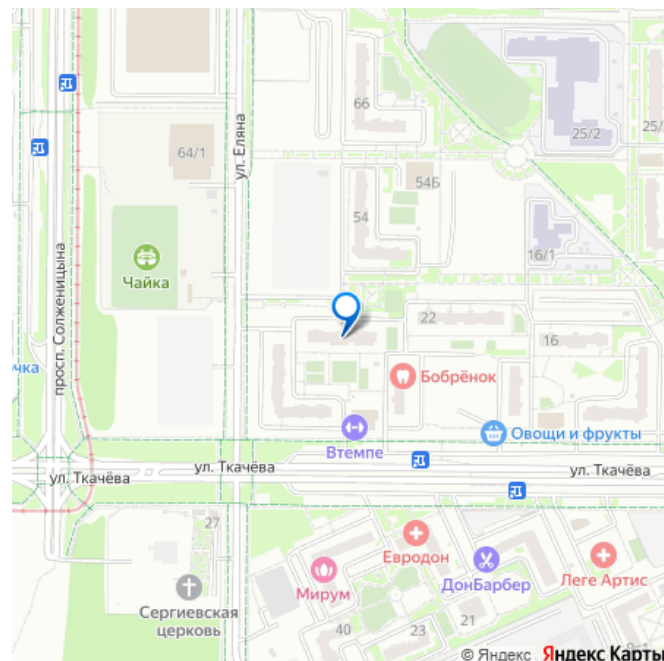 66
25/2
25/
64/1
ул. Еляна
54Б
54
16/1
просп. Солженицына
Чайка
22
16
чка
Бобрёнок
Втемпе
Овощи и фрукты
ул. Ткачёва
ул. Ткачёва
ул. Ткачёва
27
Евродон
ДонБарбер
Леге Артис
Мирум
Сергиевская
церковь
40
23
21
© Яндекс Яндекс Карты